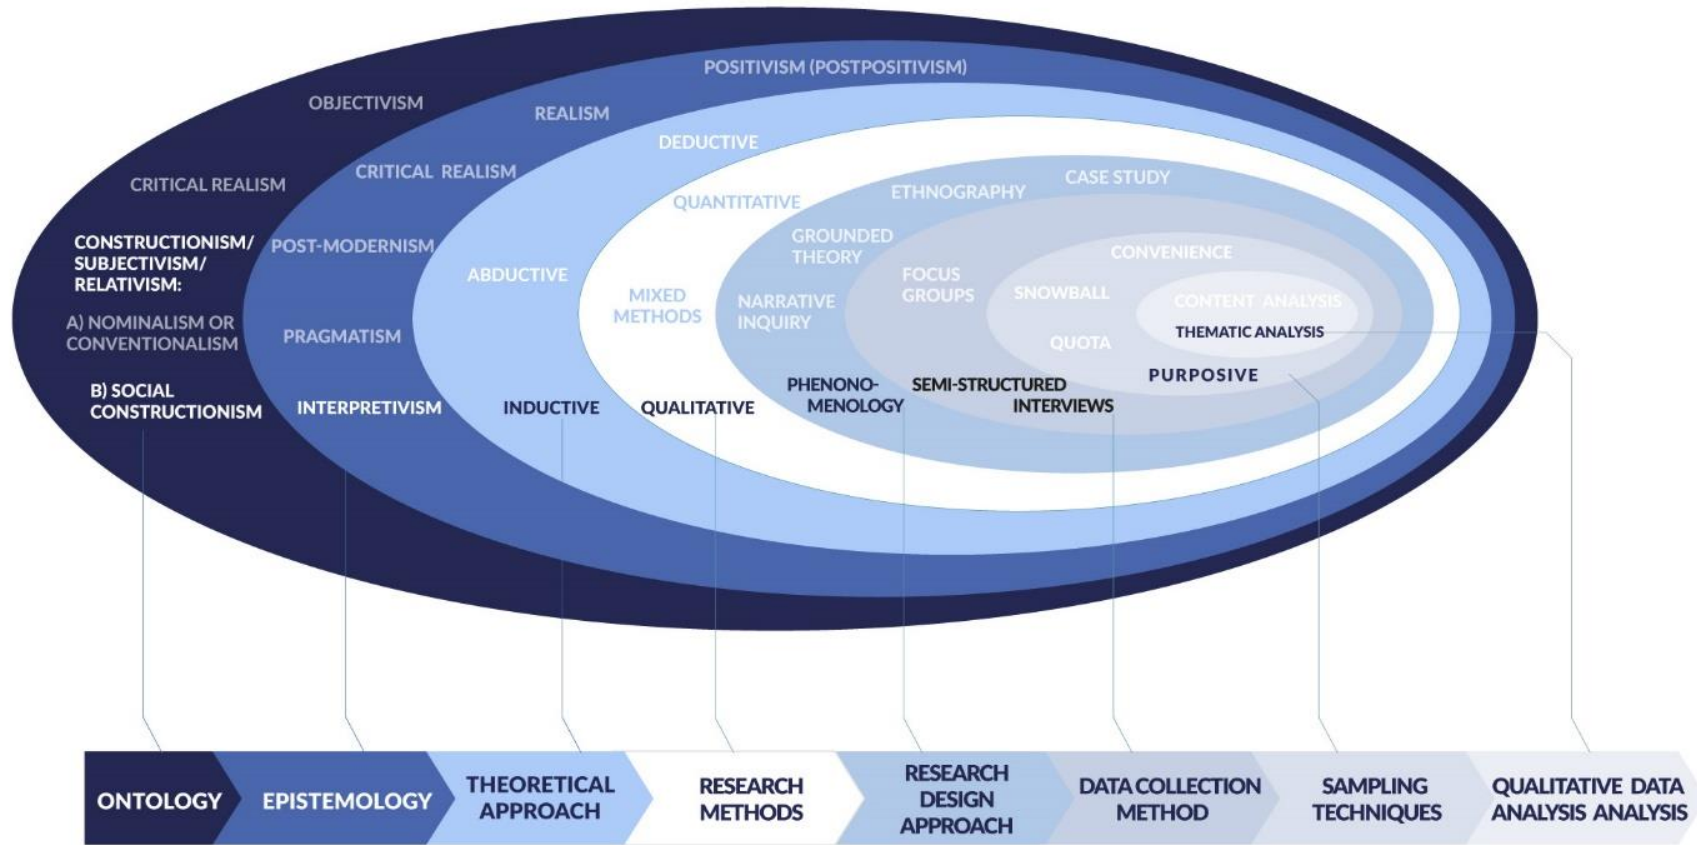 POSITIVISM (POSTPOSITIVISM)
OBJECTIVISM
REALISM
DEDUCTIVE
CRITICAL REALISM
CRITICAL REALISM
CASE STUDY
ETHNOGRAPHY
QUANTITATIVE
CONSTRUCTIONISM/
SUBJECTIVISM/
RELATIVISM:
POST-MODERNISM
GROUNDED
THEORY
CONVENIENCE
ABDUCTIVE
FOCUS
GROUPS
MIXED
METHODS
NARRATIVE
INQUIRY
SNOWBALL
CONTENT ANALYSIS
A) NOMINALISM OR
CONVENTIONALISM
PRAGMATISM
QUOTA
THEMATIC ANALYSIS
PURPOSIVE
B) SOCIAL
CONSTRUCTIONISM
INTERPRETIVISM
INDUCTIVE
QUALITATIVE
PHENONO-
MENOLOGY
SEMI-STRUCTURED
INTERVIEWS
ONTOLOGY
EPISTEMOLOGY
THEORETICAL
APPROACH
RESEARCH
METHODS
RESEARCH
DESIGN
APPROACH
DATA COLLECTION
METHOD
SAMPLING
TECHNIQUES
QUALITATIVE DATA
ANALYSIS ANALYSIS